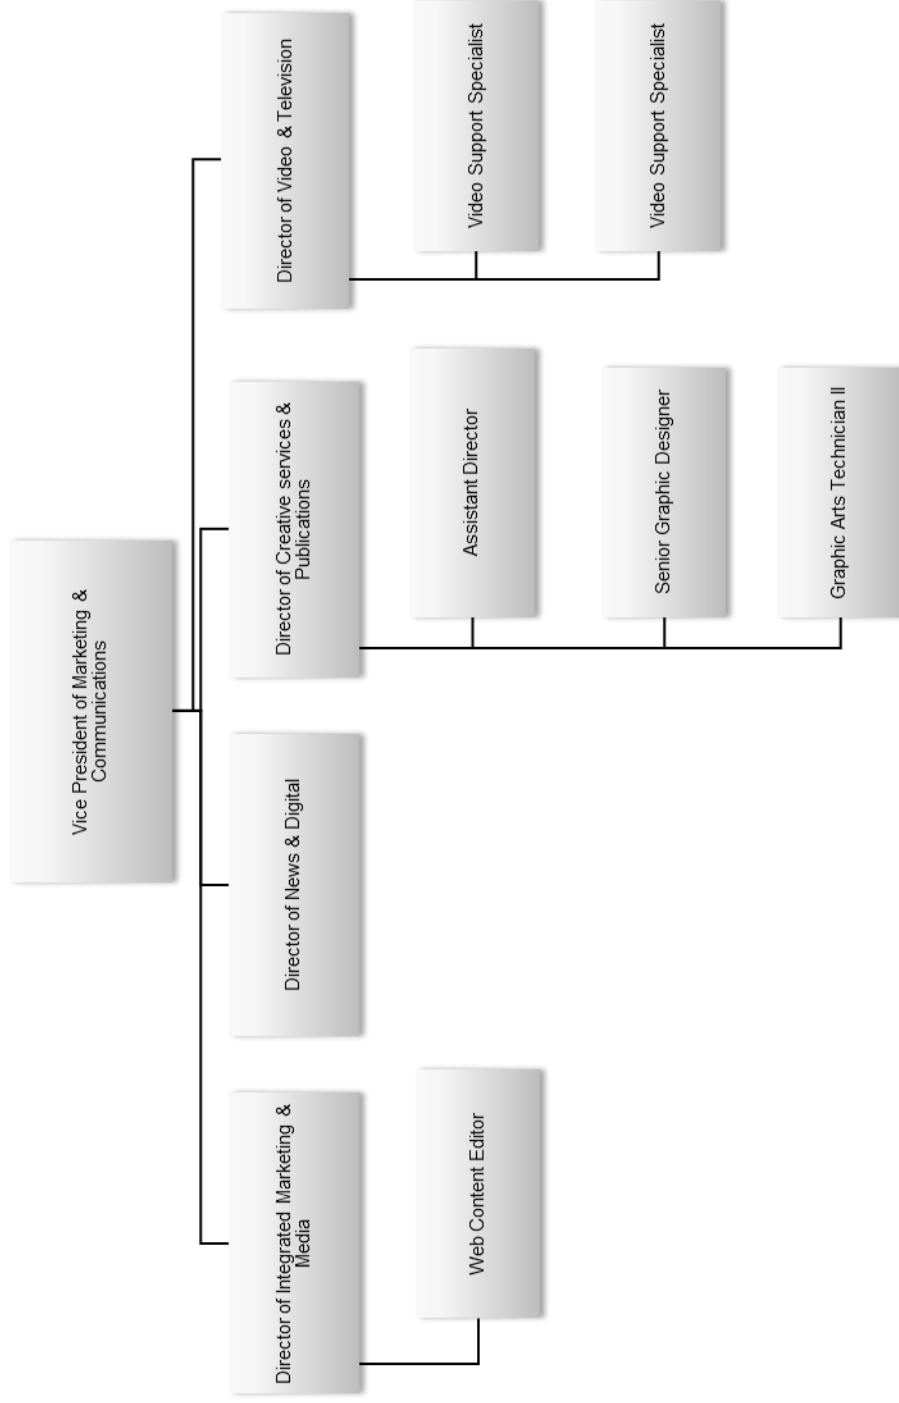 Vice President of Marketing &
Communications
Director of Integrated Marketing &
Media
Director of News & Digital
Director of Creative services &
Publications
Director of Video & Television
Web Content Editor
Assistant Director
Video Support Specialist
Senior Graphic Designer
Video Support Specialist
Graphic Arts Technician II